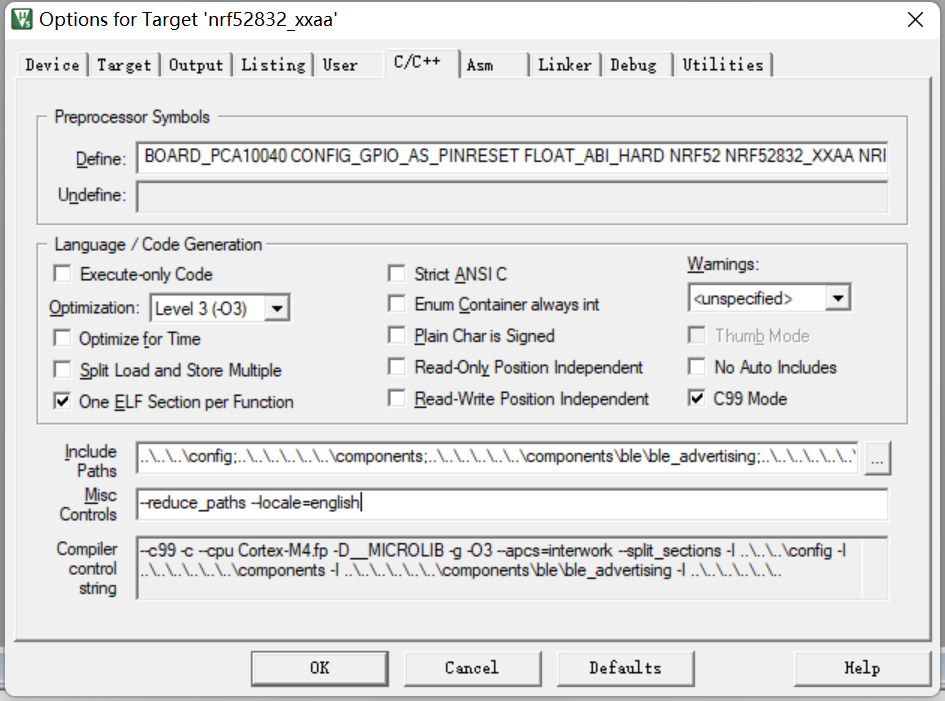 Options for Target 'nrf52832_xxaa'
Device Target Output Listing User C/C++ Asm Linker Debug Utilities
Preprocessor Symbols
Define: BOARD_PCA10040 CONFIG_GPIO_AS_PINRESET FLOAT_ABI_HARD NRF52 NRF52832_XXAA NRI
Undefine:
Language / Code Generation
Execute-only Code
Optimization: Level 3 (-O3)
Optimize for Time
Split Load and Store Multiple
One ELF Section per Function
Strict ANSI C
Enum Container always int
Plain Char is Signed
Read-Only Position Independent
Read-Write Position Independent
Warnings:
<unspecified>
Thumb Mode
No Auto Includes
C99 Mode
Include
Paths
..\..\..\config;..\..\..\..\..\..\components;..\..\..\..\..\..\components\ble\ble_advertising;..\..\..\..\..\..\
...
Misc
Controls
--reduce_paths --locale=english
Compiler
control
string
--c99 -c --cpu Cortex-M4.fp -D__MICROLIB -g -O3 --apcs=interwork --split_sections -I ..\..\..\config -I
..\..\..\..\..\..\components -I ..\..\..\..\..\..\components\ble\ble_advertising -I ..\..\..\..\..\..
OK Cancel Defaults Help